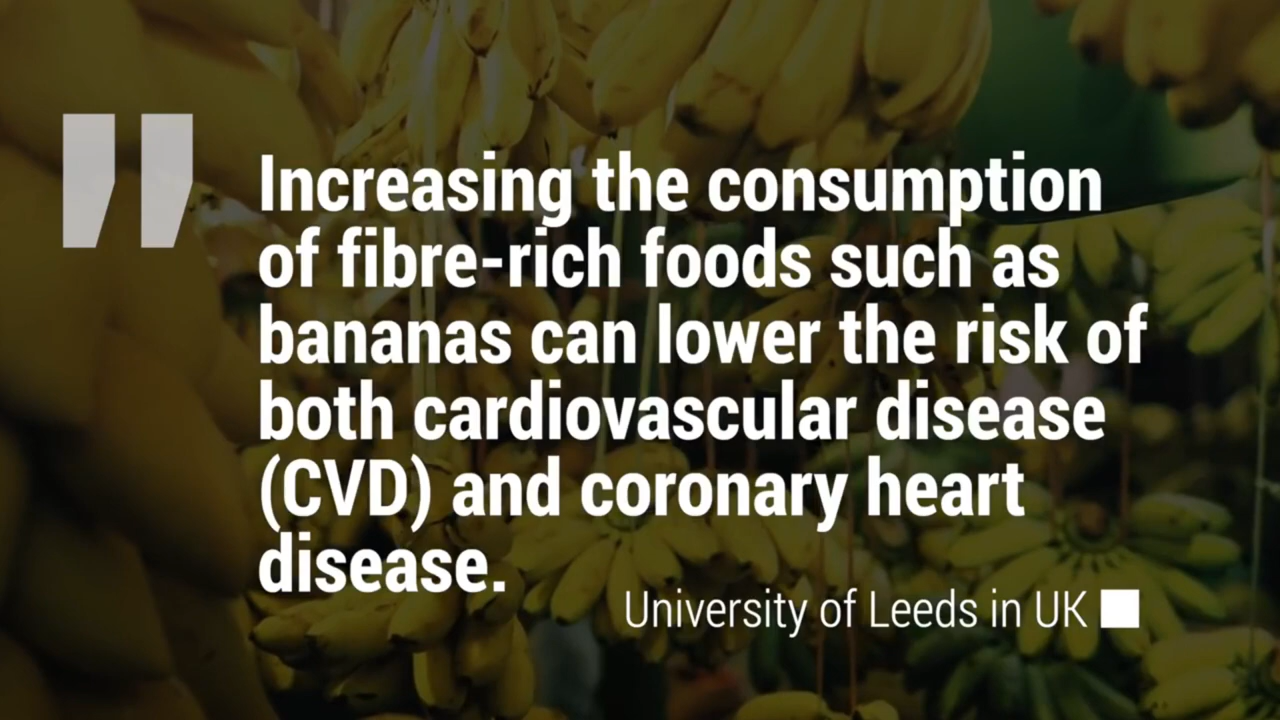 "
Increasing the consumption
of fibre-rich foods such as
bananas can lower the risk of
both cardiovascular disease
(CVD) and coronary heart
disease.
University of Leeds in UK